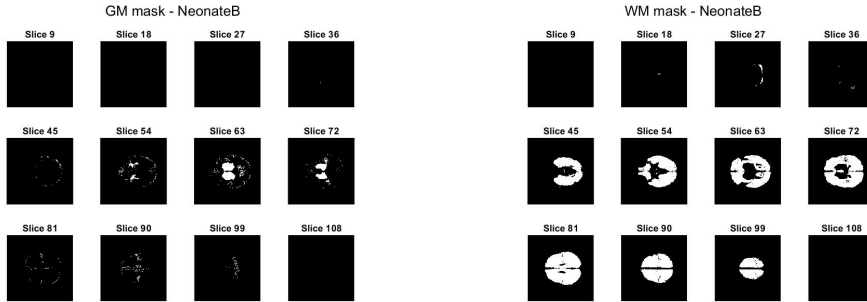 GM mask - NeonateB
Slice 9 Slice 18 Slice 27 Slice 36
Slice 45 Slice 54 Slice 63 Slice 72
Slice 81 Slice 90 Slice 99 Slice 108
WM mask - NeonateB
Slice 9 Slice 18 Slice 27 Slice 36
Slice 45 Slice 54 Slice 63 Slice 72
Slice 81 Slice 90 Slice 99 Slice 108